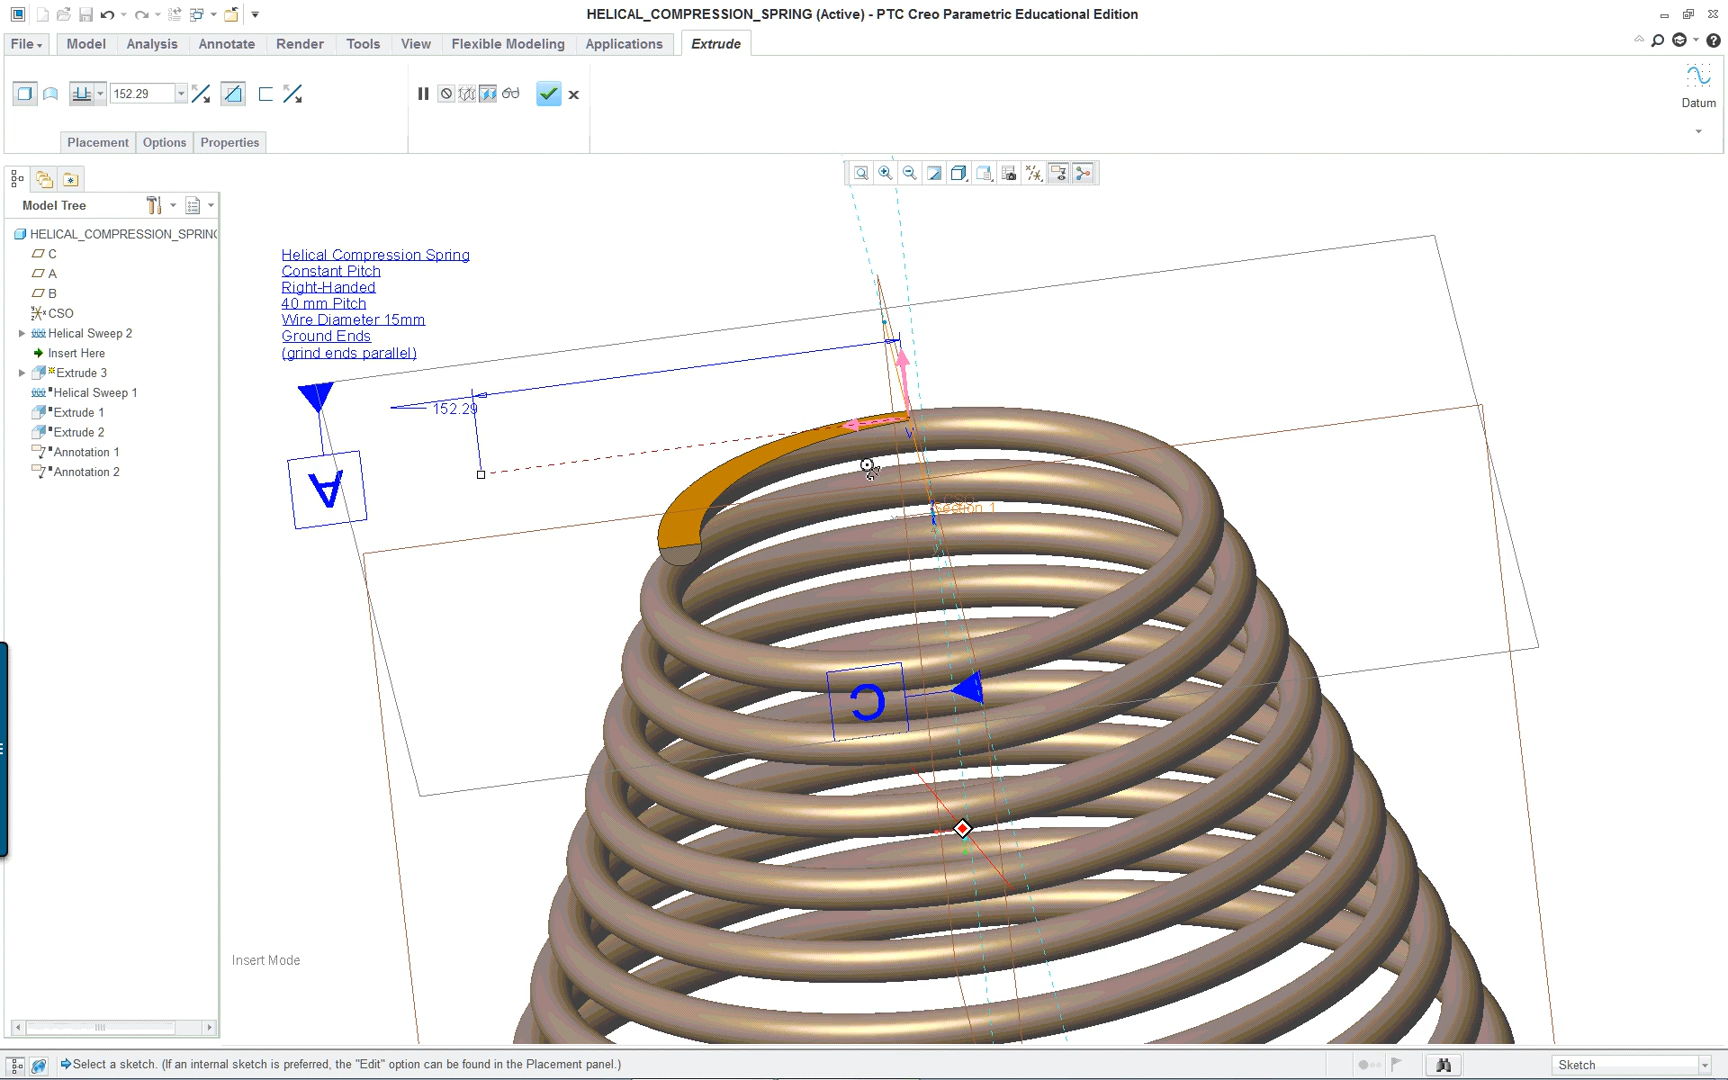 HELICAL_COMPRESSION_SPRING (Active) - PTC Creo Parametric Educational Edition
File Model Analysis Annotate Render Tools View Flexible Modeling Applications Extrude
152.29
Datum
Placement Options Properties
Model Tree
HELICAL_COMPRESSION_SPRING
C
A
B
CSO
Helical Sweep 2
Insert Here
Extrude 3
Helical Sweep 1
Extrude 1
Extrude 2
Annotation 1
Annotation 2
Helical Compression Spring
Constant Pitch
Right-Handed
40 mm Pitch
Wire Diameter 15mm
Ground Ends
(grind ends parallel)
152.29
V
A
CSO
Section 1
C
Insert Mode
Select a sketch. (If an internal sketch is preferred, the "Edit" option can be found in the Placement panel.)
Sketch